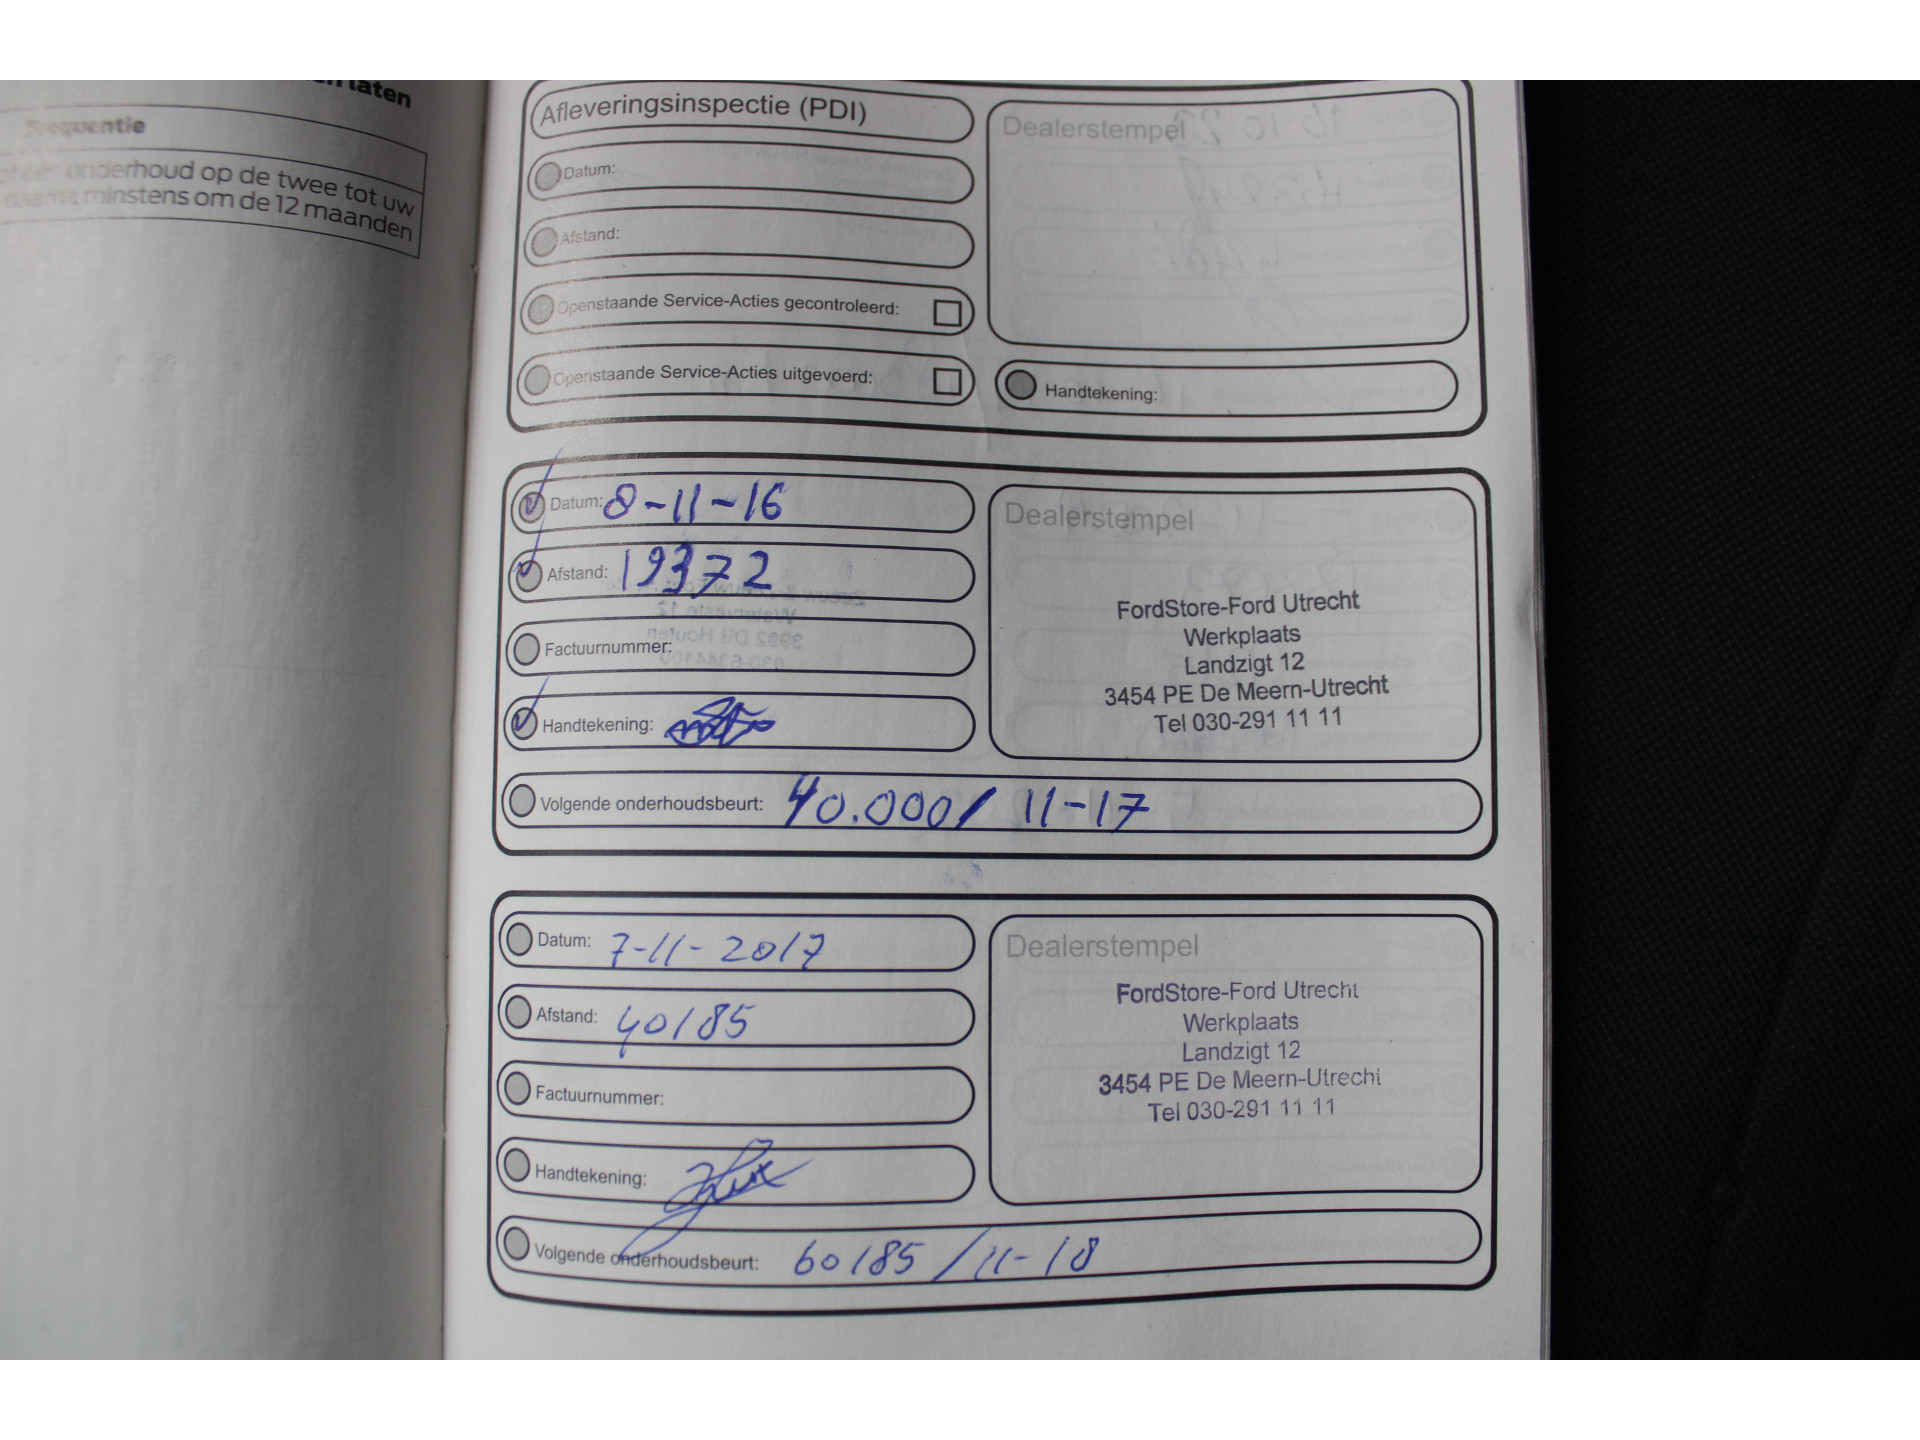 laten
Frequentie
onderhoud op de twee tot uw
minstens om de 12 maanden
Afleveringsinspectie (PDI)
Datum:
Afstand:
Openstaande Service-Acties gecontroleerd:
Openstaande Service-Acties uitgevoerd:
Dealerstempel
Handtekening:
Datum: 8-11-16
Afstand: 19372
Factuurnummer:
Handtekening:
Dealerstempel
FordStore-Ford Utrecht
Werkplaats
Landzigt 12
3454 PE De Meern-Utrecht
Tel 030-291 11 11
Volgende onderhoudsbeurt: 40.000/ 11-17
Datum: 7-11-2017
Afstand: 40185
Factuurnummer:
Handtekening:
Dealerstempel
FordStore-Ford Utrecht
Werkplaats
Landzigt 12
3454 PE De Meern-Utrecht
Tel 030-291 11 11
Volgende onderhoudsbeurt: 60185 / 11-18